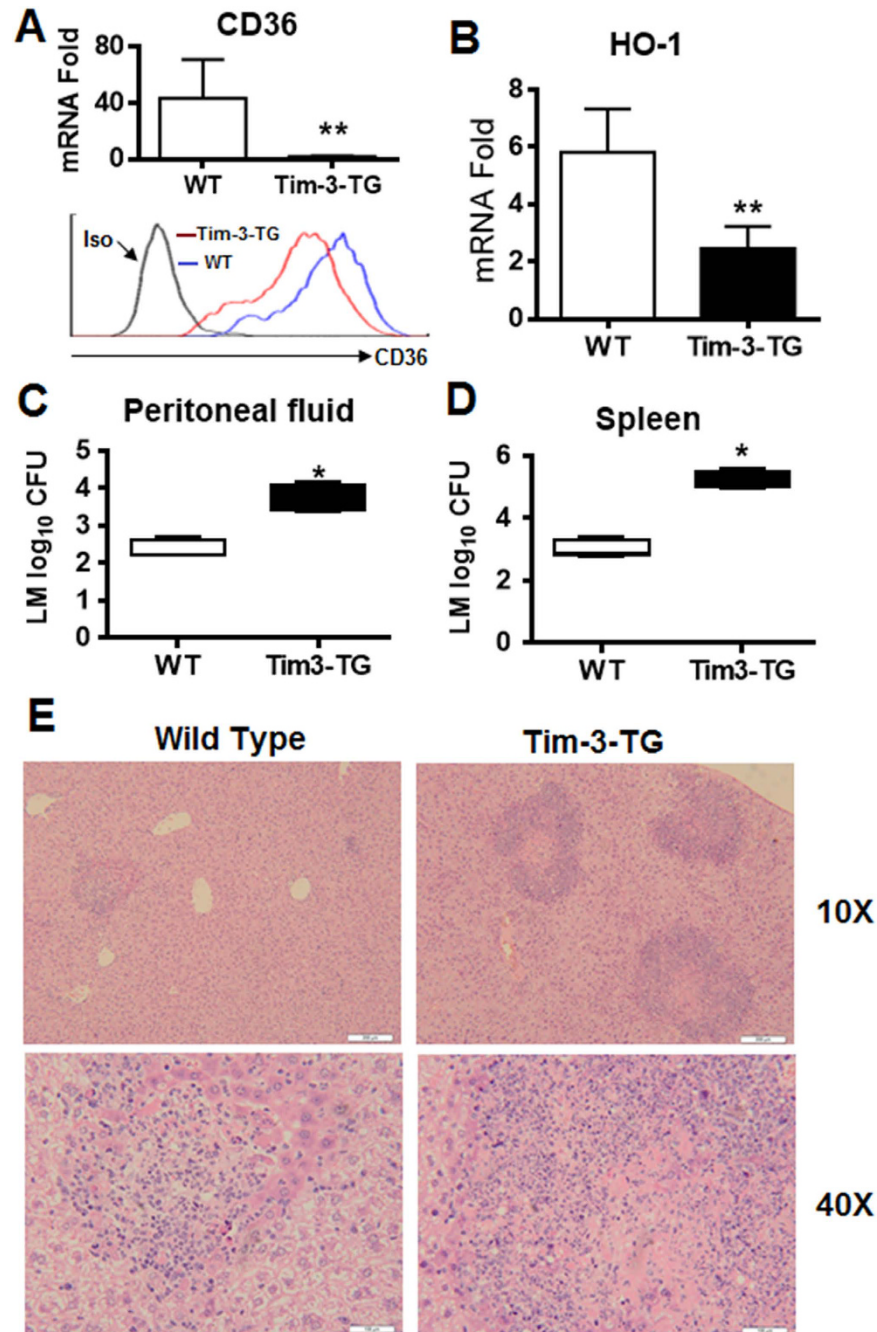 A
CD36
mRNA Fold
80
40
0
**
WT
Tim-3-TG
Iso
Tim-3-TG
WT
CD36
B
HO-1
mRNA Fold
8
6
4
2
0
**
WT
Tim-3-TG
C
Peritoneal fluid
LM log10 CFU
5
4
3
2
1
0
*
WT
Tim3-TG
D
Spleen
LM log10 CFU
6
4
2
0
*
WT
Tim3-TG
E
Wild Type
Tim-3-TG
10X
40X